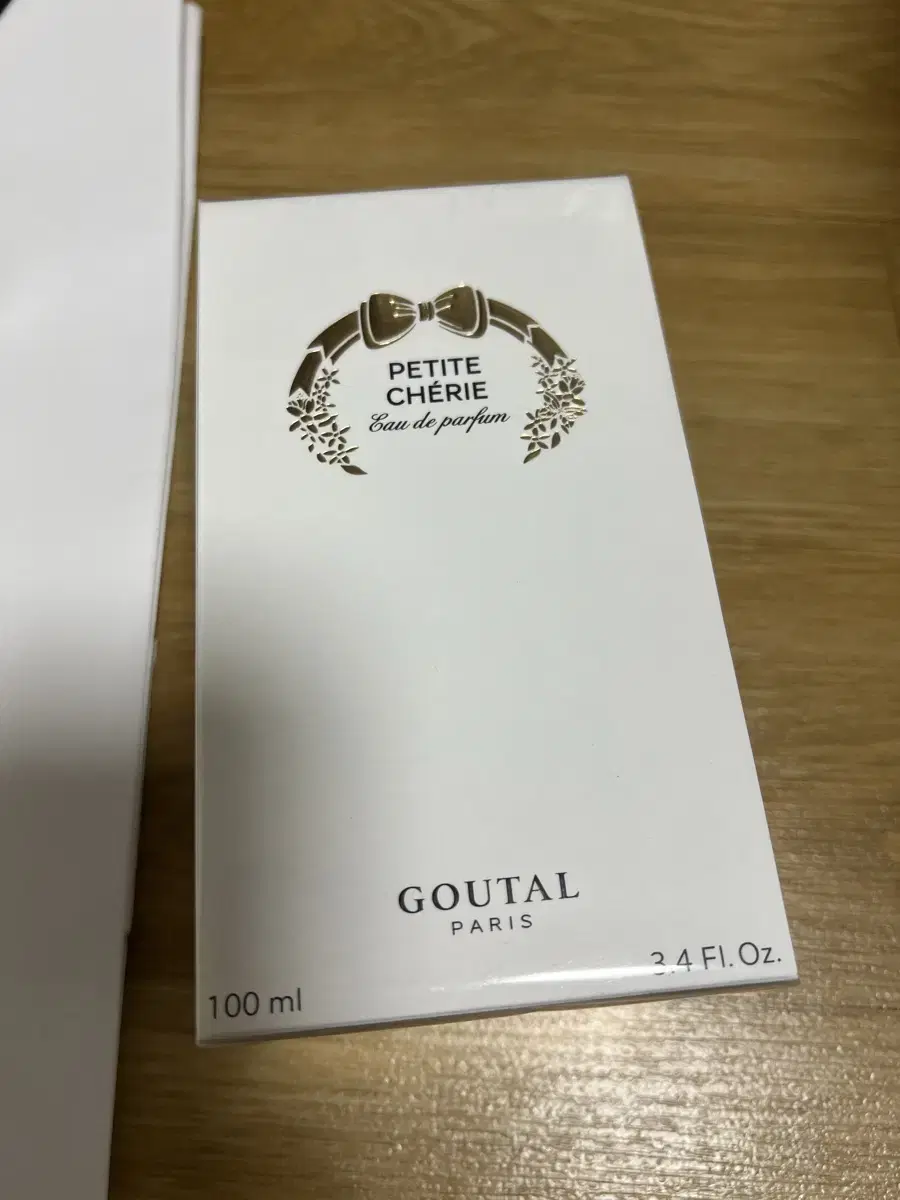 PETITE
CHÉRIE
Eau de parfum
GOUTAL
PARIS
100 ml
3.4 Fl. Oz.